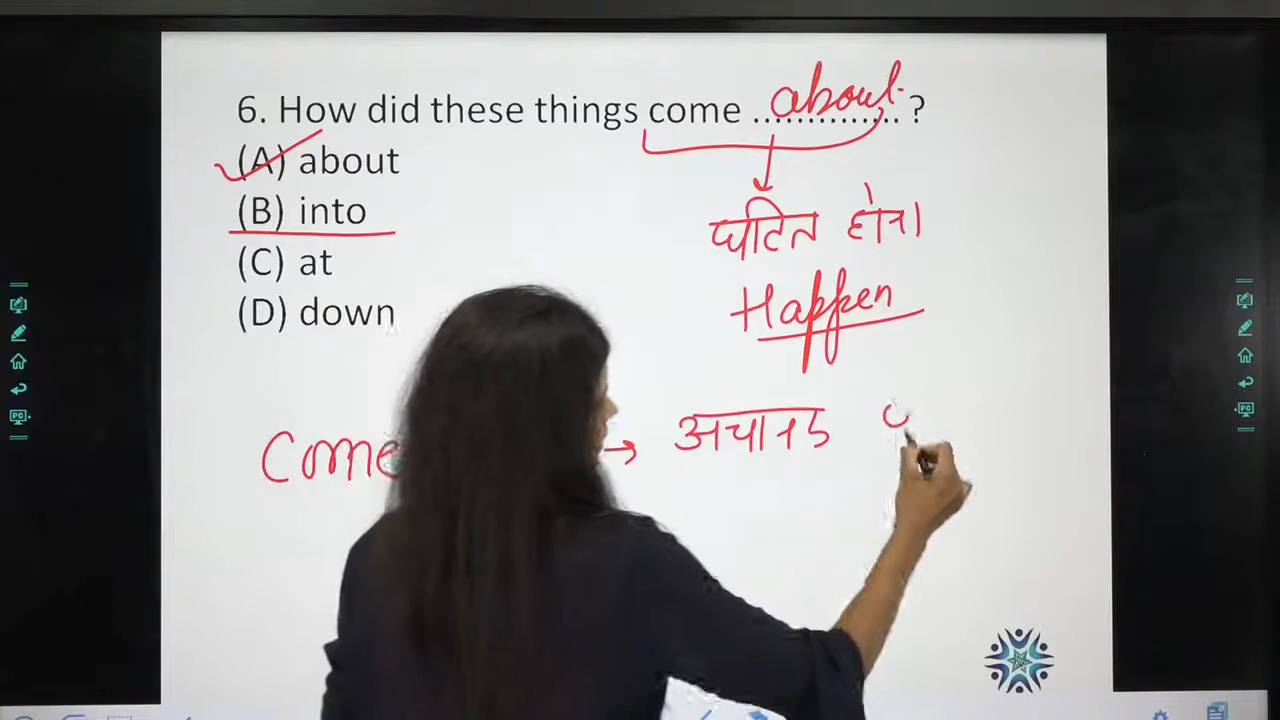 6. How did these things come about ............... ?
(A) about
(B) into
(C) at
(D) down
घटित होना
Happen
Come → अचानक